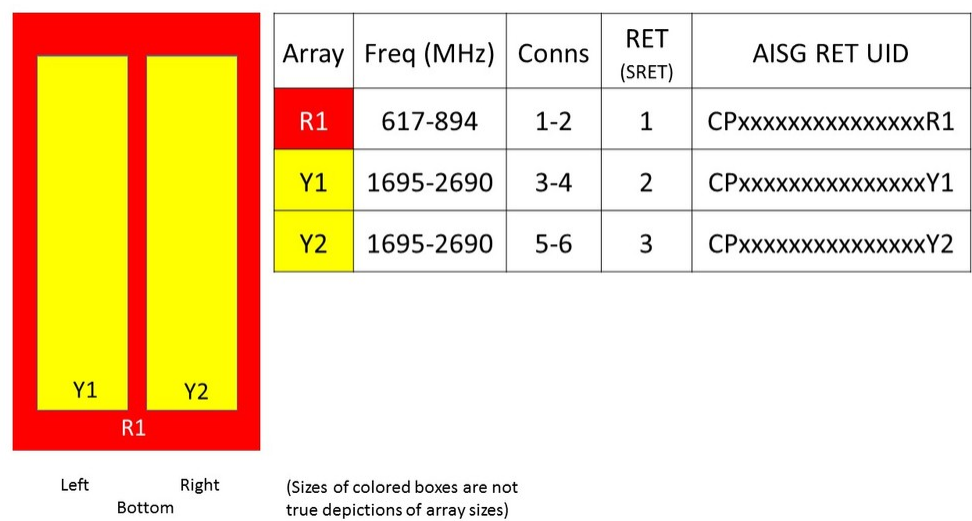 Array Freq (MHz) Conns RET (SRET) AISG RET UID
R1 617-894 1-2 1 CPxxxxxxxxxxxxxxxR1
Y1 1695-2690 3-4 2 CPxxxxxxxxxxxxxxxY1
Y2 1695-2690 5-6 3 CPxxxxxxxxxxxxxxxY2
Y1 Y2
R1
Left Right
Bottom
(Sizes of colored boxes are not
true depictions of array sizes)